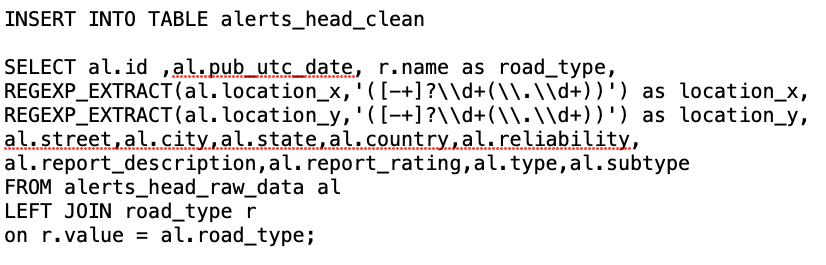 INSERT INTO TABLE alerts_head_clean
SELECT al.id ,al.pub_utc_date, r.name as road_type,
REGEXP_EXTRACT(al.location_x,'([-+]?\\d+(\\.\\d+))') as location_x,
REGEXP_EXTRACT(al.location_y,'([-+]?\\d+(\\.\\d+))') as location_y,
al.street,al.city,al.state,al.country,al.reliability,
al.report_description,al.report_rating,al.type,al.subtype
FROM alerts_head_raw_data al
LEFT JOIN road_type r
on r.value = al.road_type;